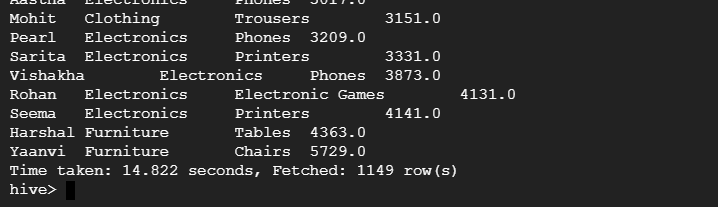 Aastha Electronics Phones 3017.0
Mohit Clothing Trousers 3151.0
Pearl Electronics Phones 3209.0
Sarita Electronics Printers 3331.0
Vishakha Electronics Phones 3873.0
Rohan Electronics Electronic Games 4131.0
Seema Electronics Printers 4141.0
Harshal Furniture Tables 4363.0
Yaanvi Furniture Chairs 5729.0
Time taken: 14.822 seconds, Fetched: 1149 row(s)
hive>